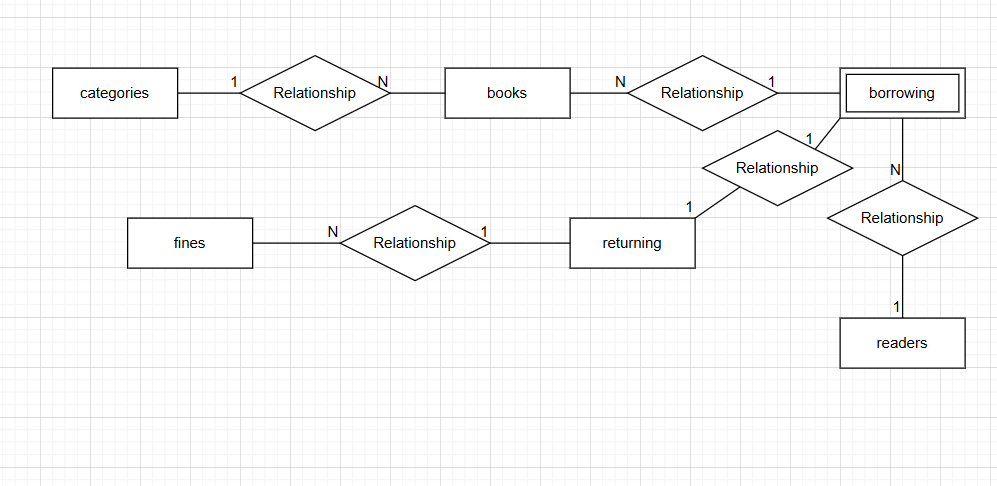 categories
1
Relationship
N
books
N
Relationship
1
borrowing
1
Relationship
1
N
Relationship
1
readers
fines
N
Relationship
1
returning